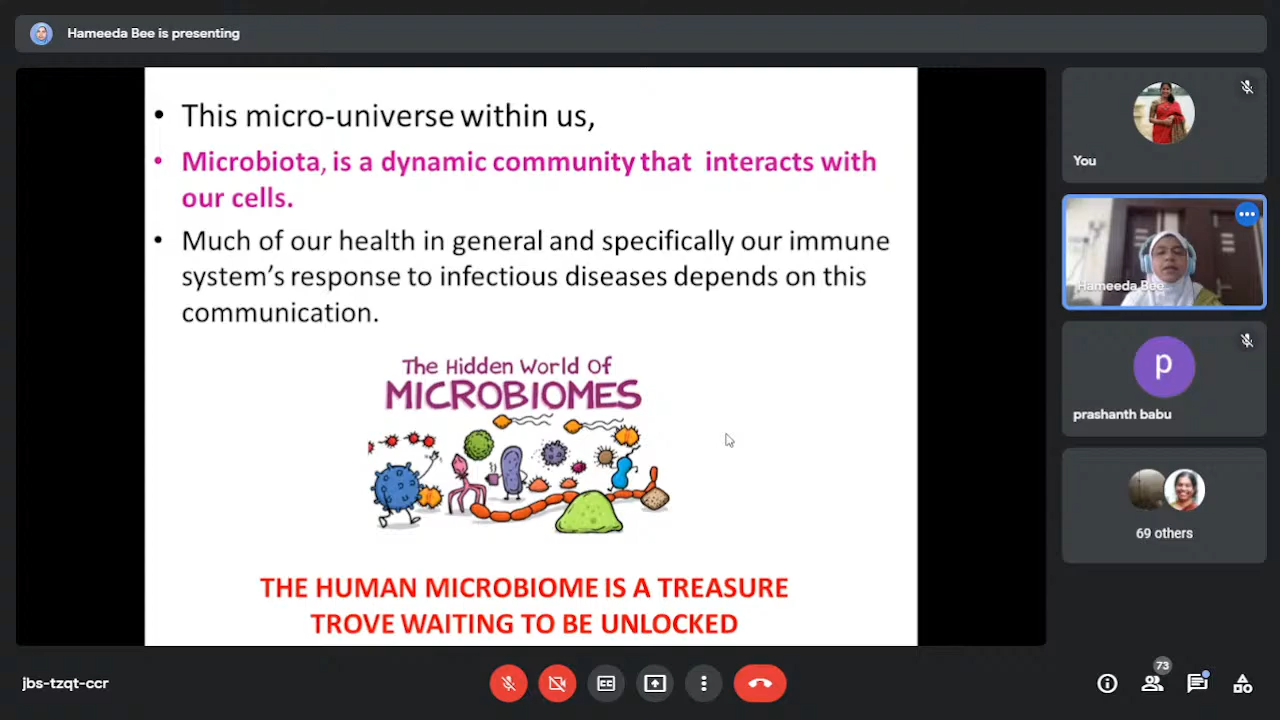 Hameeda Bee is presenting
• This micro-universe within us,
• Microbiota, is a dynamic community that interacts with
our cells.
• Much of our health in general and specifically our immune
system's response to infectious diseases depends on this
communication.
The Hidden World Of
MICROBIOMES
THE HUMAN MICROBIOME IS A TREASURE
TROVE WAITING TO BE UNLOCKED
You
Hameeda Bee
p
prashanth babu
69 others
jbs-tzqt-ccr
CC
73